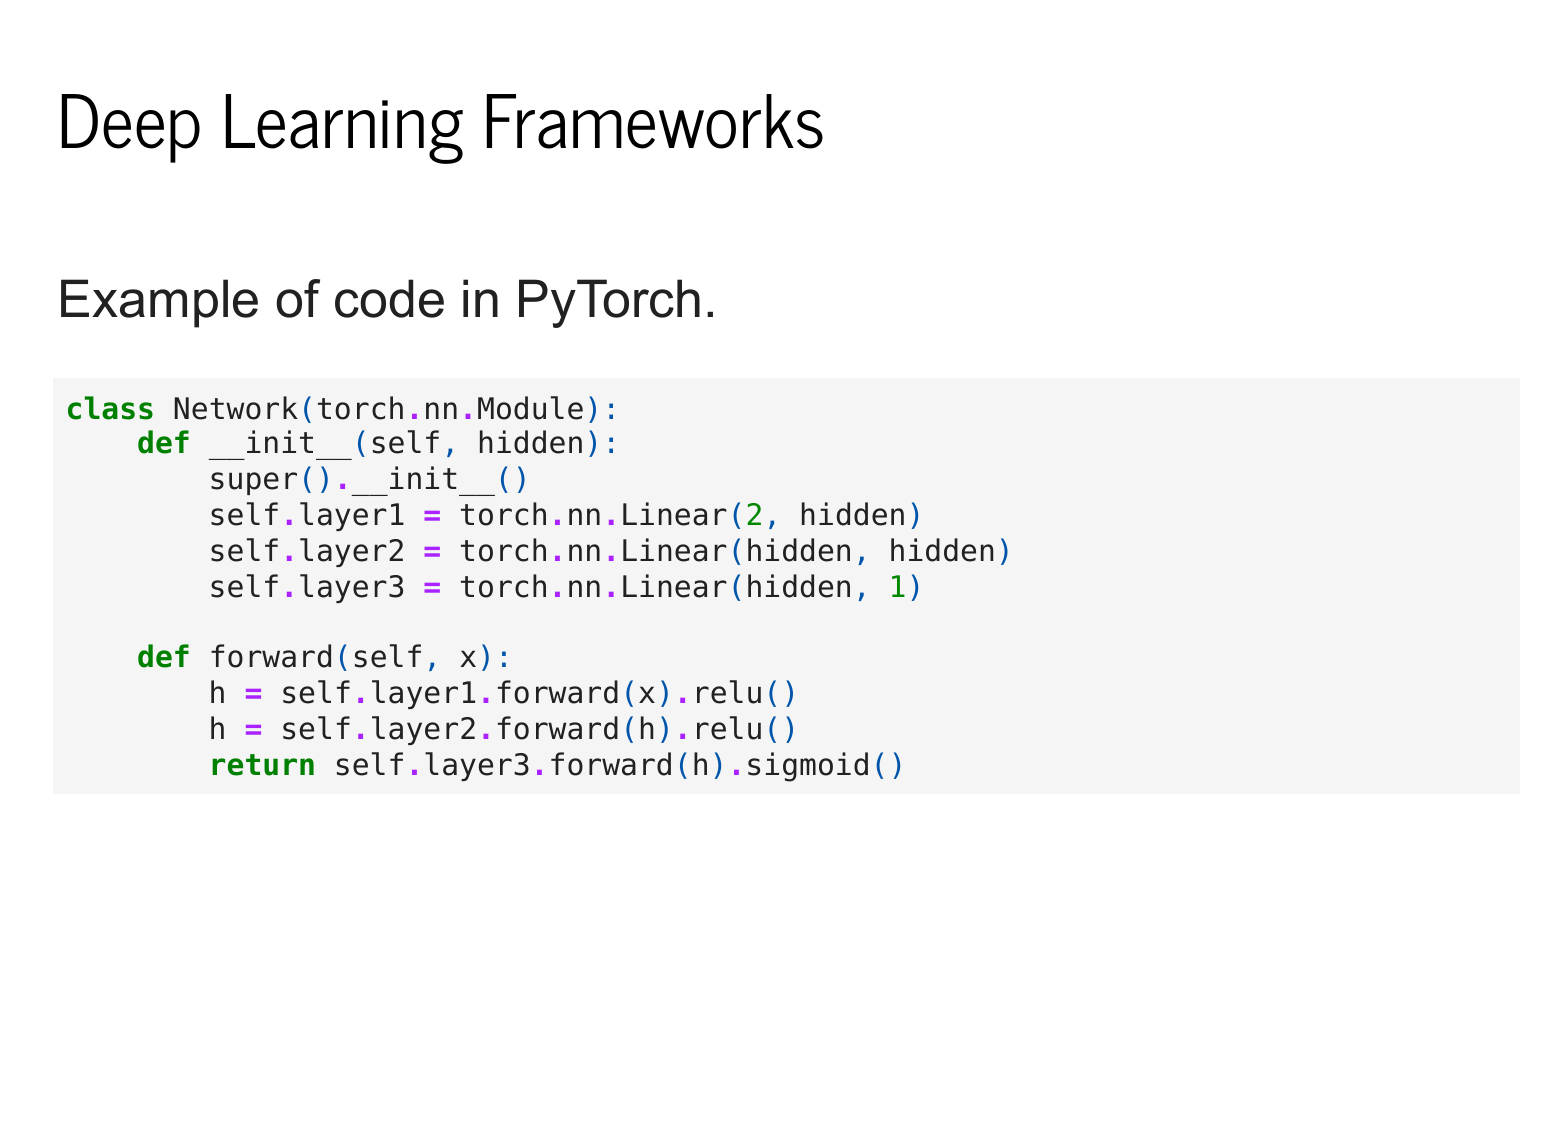 Deep Learning Frameworks
Example of code in PyTorch.
class Network(torch.nn.Module):
    def __init__(self, hidden):
        super().__init__()
        self.layer1 = torch.nn.Linear(2, hidden)
        self.layer2 = torch.nn.Linear(hidden, hidden)
        self.layer3 = torch.nn.Linear(hidden, 1)
    def forward(self, x):
        h = self.layer1.forward(x).relu()
        h = self.layer2.forward(h).relu()
        return self.layer3.forward(h).sigmoid()